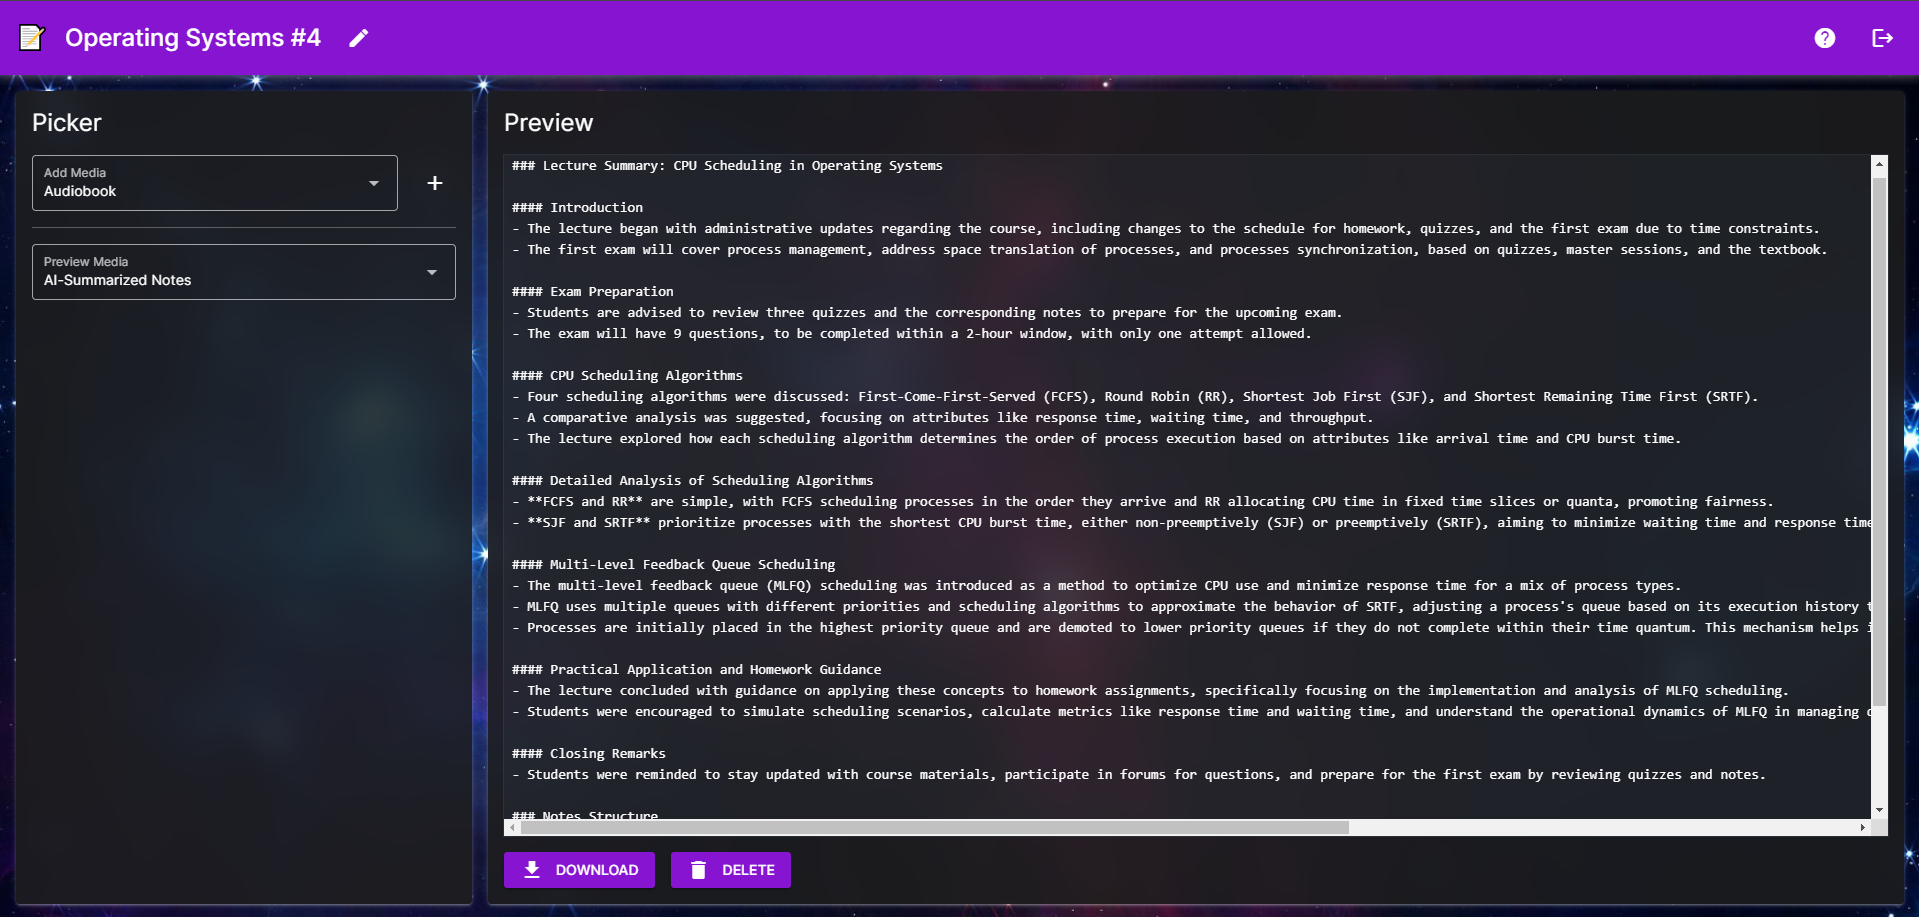 Operating Systems #4
Picker
Add Media
Audiobook
Preview Media
AI-Summarized Notes
Preview
### Lecture Summary: CPU Scheduling in Operating Systems
#### Introduction
- The lecture began with administrative updates regarding the course, including changes to the schedule for homework, quizzes, and the first exam due to time constraints.
- The first exam will cover process management, address space translation of processes, and processes synchronization, based on quizzes, master sessions, and the textbook.
#### Exam Preparation
- Students are advised to review three quizzes and the corresponding notes to prepare for the upcoming exam.
- The exam will have 9 questions, to be completed within a 2-hour window, with only one attempt allowed.
#### CPU Scheduling Algorithms
- Four scheduling algorithms were discussed: First-Come-First-Served (FCFS), Round Robin (RR), Shortest Job First (SJF), and Shortest Remaining Time First (SRTF).
- A comparative analysis was suggested, focusing on attributes like response time, waiting time, and throughput.
- The lecture explored how each scheduling algorithm determines the order of process execution based on attributes like arrival time and CPU burst time.
#### Detailed Analysis of Scheduling Algorithms
- **FCFS and RR** are simple, with FCFS scheduling processes in the order they arrive and RR allocating CPU time in fixed time slices or quanta, promoting fairness.
- **SJF and SRTF** prioritize processes with the shortest CPU burst time, either non-preemptively (SJF) or preemptively (SRTF), aiming to minimize waiting time and response time
#### Multi-Level Feedback Queue Scheduling
- The multi-level feedback queue (MLFQ) scheduling was introduced as a method to optimize CPU use and minimize response time for a mix of process types.
- MLFQ uses multiple queues with different priorities and scheduling algorithms to approximate the behavior of SRTF, adjusting a process's queue based on its execution history
- Processes are initially placed in the highest priority queue and are demoted to lower priority queues if they do not complete within their time quantum. This mechanism helps
#### Practical Application and Homework Guidance
- The lecture concluded with guidance on applying these concepts to homework assignments, specifically focusing on the implementation and analysis of MLFQ scheduling.
- Students were encouraged to simulate scheduling scenarios, calculate metrics like response time and waiting time, and understand the operational dynamics of MLFQ in managing
#### Closing Remarks
- Students were reminded to stay updated with course materials, participate in forums for questions, and prepare for the first exam by reviewing quizzes and notes.
### Notes Structure
DOWNLOAD
DELETE